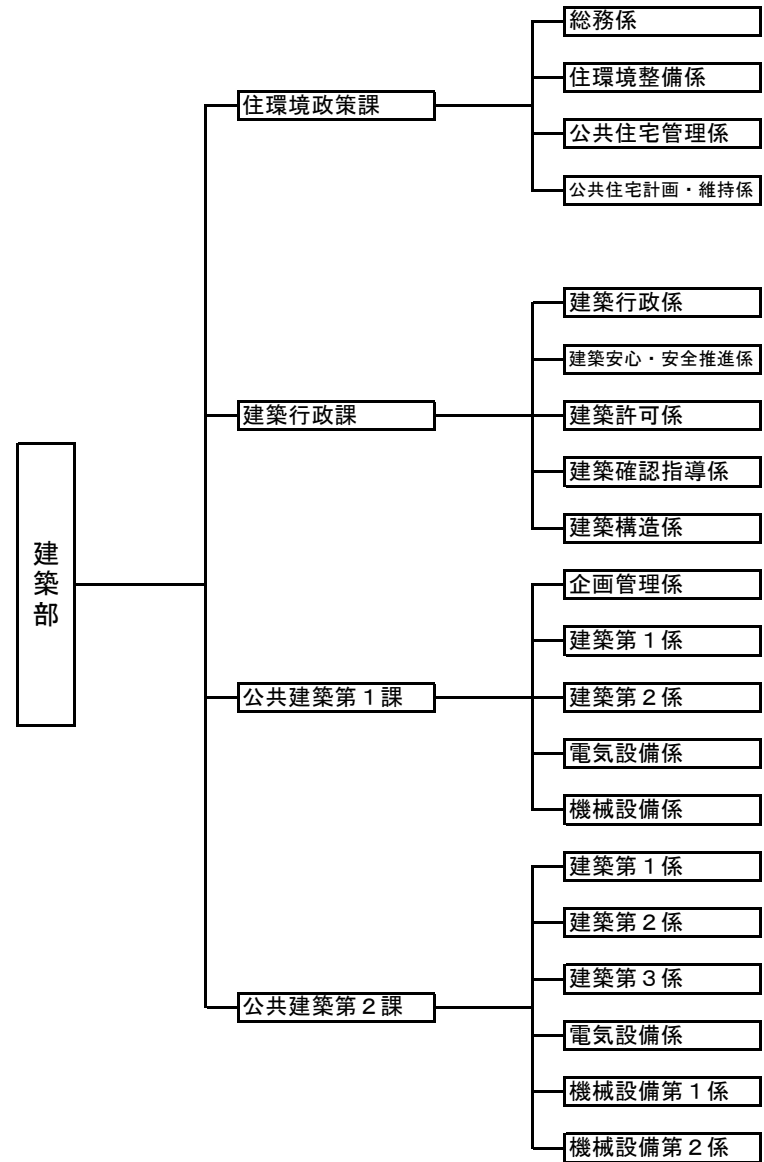 建築部
住環境政策課
総務係
住環境整備係
公共住宅管理係
公共住宅計画・維持係
建築行政課
建築行政係
建築安心・安全推進係
建築許可係
建築確認指導係
建築構造係
公共建築第１課
企画管理係
建築第１係
建築第２係
電気設備係
機械設備係
公共建築第２課
建築第１係
建築第２係
建築第３係
電気設備係
機械設備第１係
機械設備第２係